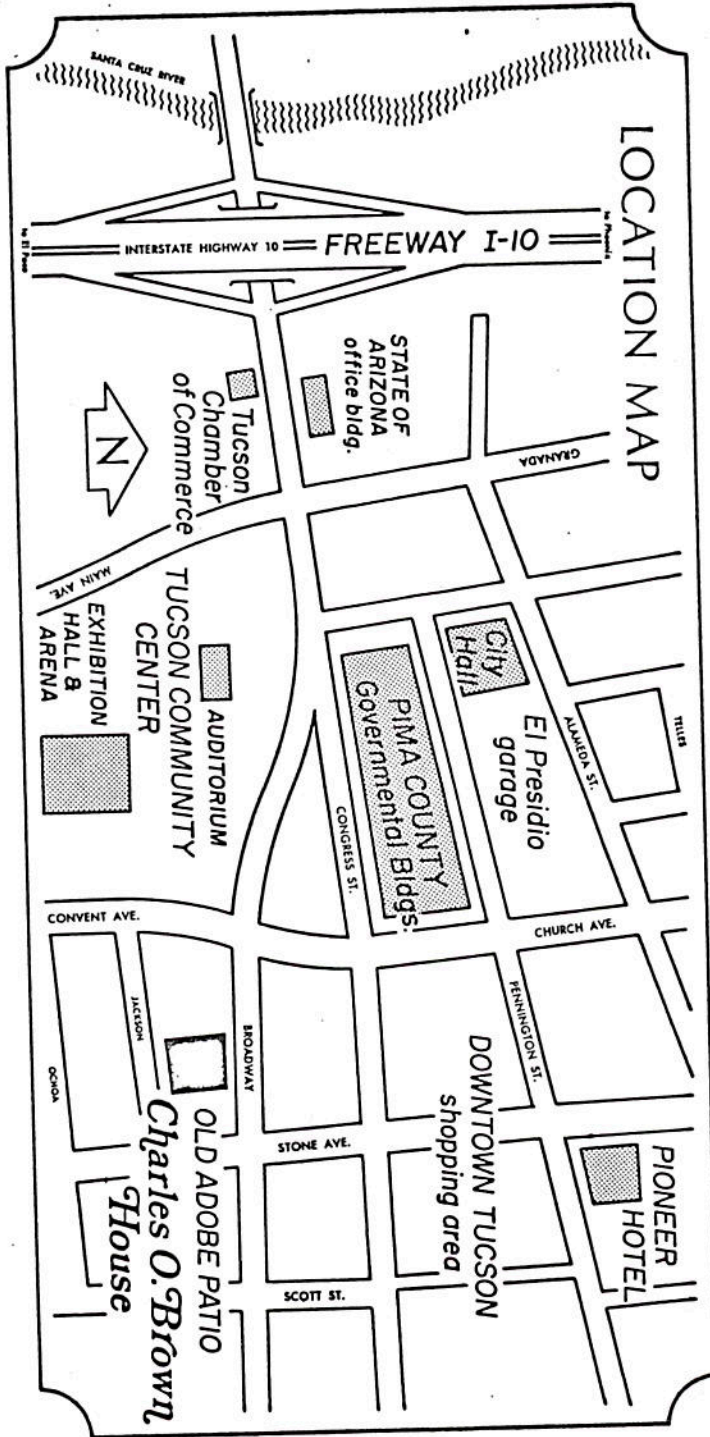 LOCATION MAP
SANTA CRUZ RIVER
to Phoenix
FREEWAY I-10
INTERSTATE HIGHWAY 10
to El Paso
STATE OF
ARIZONA
office bldg.
Tucson
Chamber
of Commerce
N
GRANADA
MAIN AVE.
TUCSON COMMUNITY
CENTER
AUDITORIUM
EXHIBITION
HALL &
ARENA
City
Hall
PIMA COUNTY
Governmental Bldgs.
El Presidio
garage
ALAMEDA ST.
TELLES
CONGRESS ST.
CONVENT AVE.
CHURCH AVE.
PENNINGTON ST.
JACKSON
OCHOA
BROADWAY
STONE AVE.
SCOTT ST.
DOWNTOWN TUCSON
shopping area
PIONEER
HOTEL
OLD ADOBE PATIO
Charles O. Brown
House